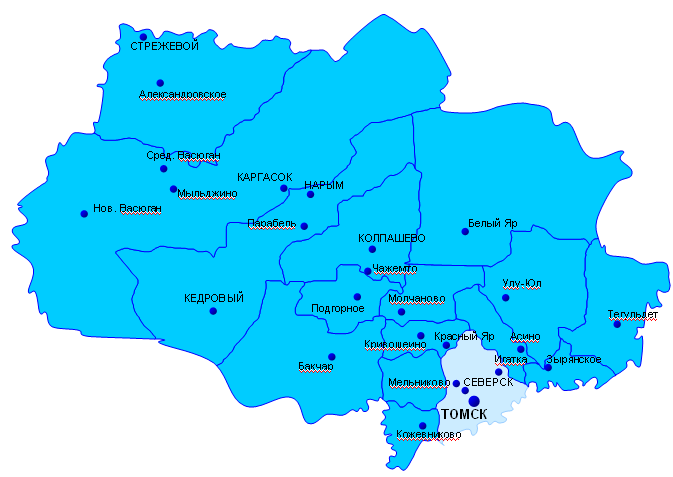 СТРЕЖЕВОЙ
Александровское
Сред. Васюган
КАРГАСОК
НАРЫМ
Мыльджино
Нов. Васюган
Парабель
Белый Яр
КОЛПАШЕВО
Чажемто
Улу-Юл
КЕДРОВЫЙ
Молчаново
Подгорное
Тегульдет
Кривошеино
Красный Яр
Асино
Бакчар
Игатка
Зырянское
Мельниково
СЕВЕРСК
ТОМСК
Кожевниково